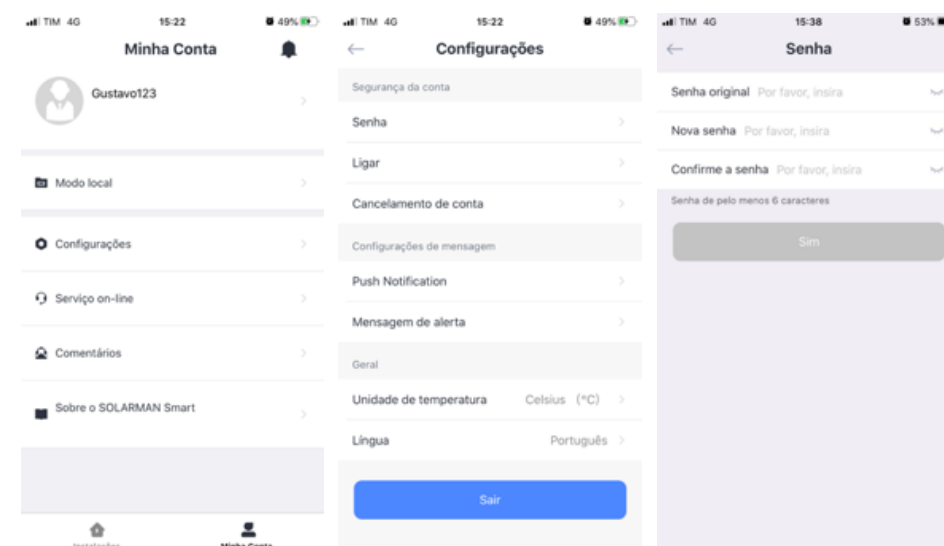 TIM 4G 15:22 49%
Minha Conta
Gustavo123
Modo local
Configurações
Serviço on-line
Comentários
Sobre o SOLARMAN Smart
Instalações Minha Conta
TIM 4G 15:22 49%
Configurações
Segurança da conta
Senha
Ligar
Cancelamento de conta
Configurações de mensagem
Push Notification
Mensagem de alerta
Geral
Unidade de temperatura Celsius (°C)
Língua Português
Sair
TIM 4G 15:38 53%
Senha
Senha original Por favor, insira
Nova senha Por favor, insira
Confirme a senha Por favor, insira
Senha de pelo menos 6 caracteres
Sim